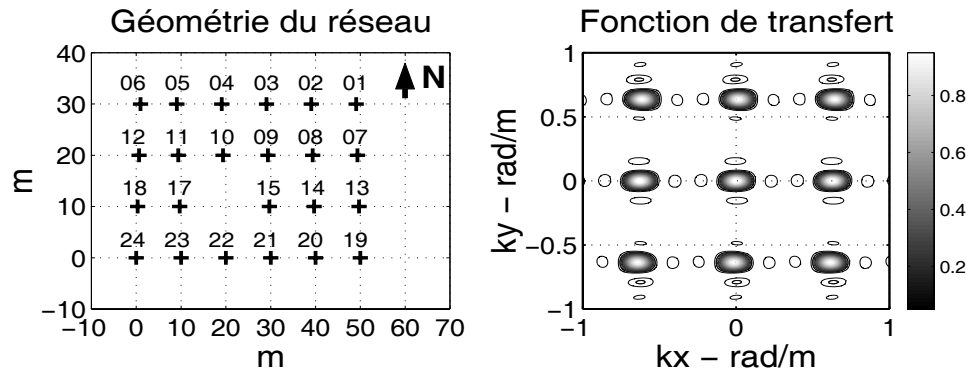 Géométrie du réseau
40
30
20
10
0
−10
m
06 05 04 03 02 01
N
12 11 10 09 08 07
18 17 15 14 13
24 23 22 21 20 19
−10 0 10 20 30 40 50 60 70
m
Fonction de transfert
1
0.5
0
−0.5
−1
ky − rad/m
−1 0 1
kx − rad/m
0.8
0.6
0.4
0.2